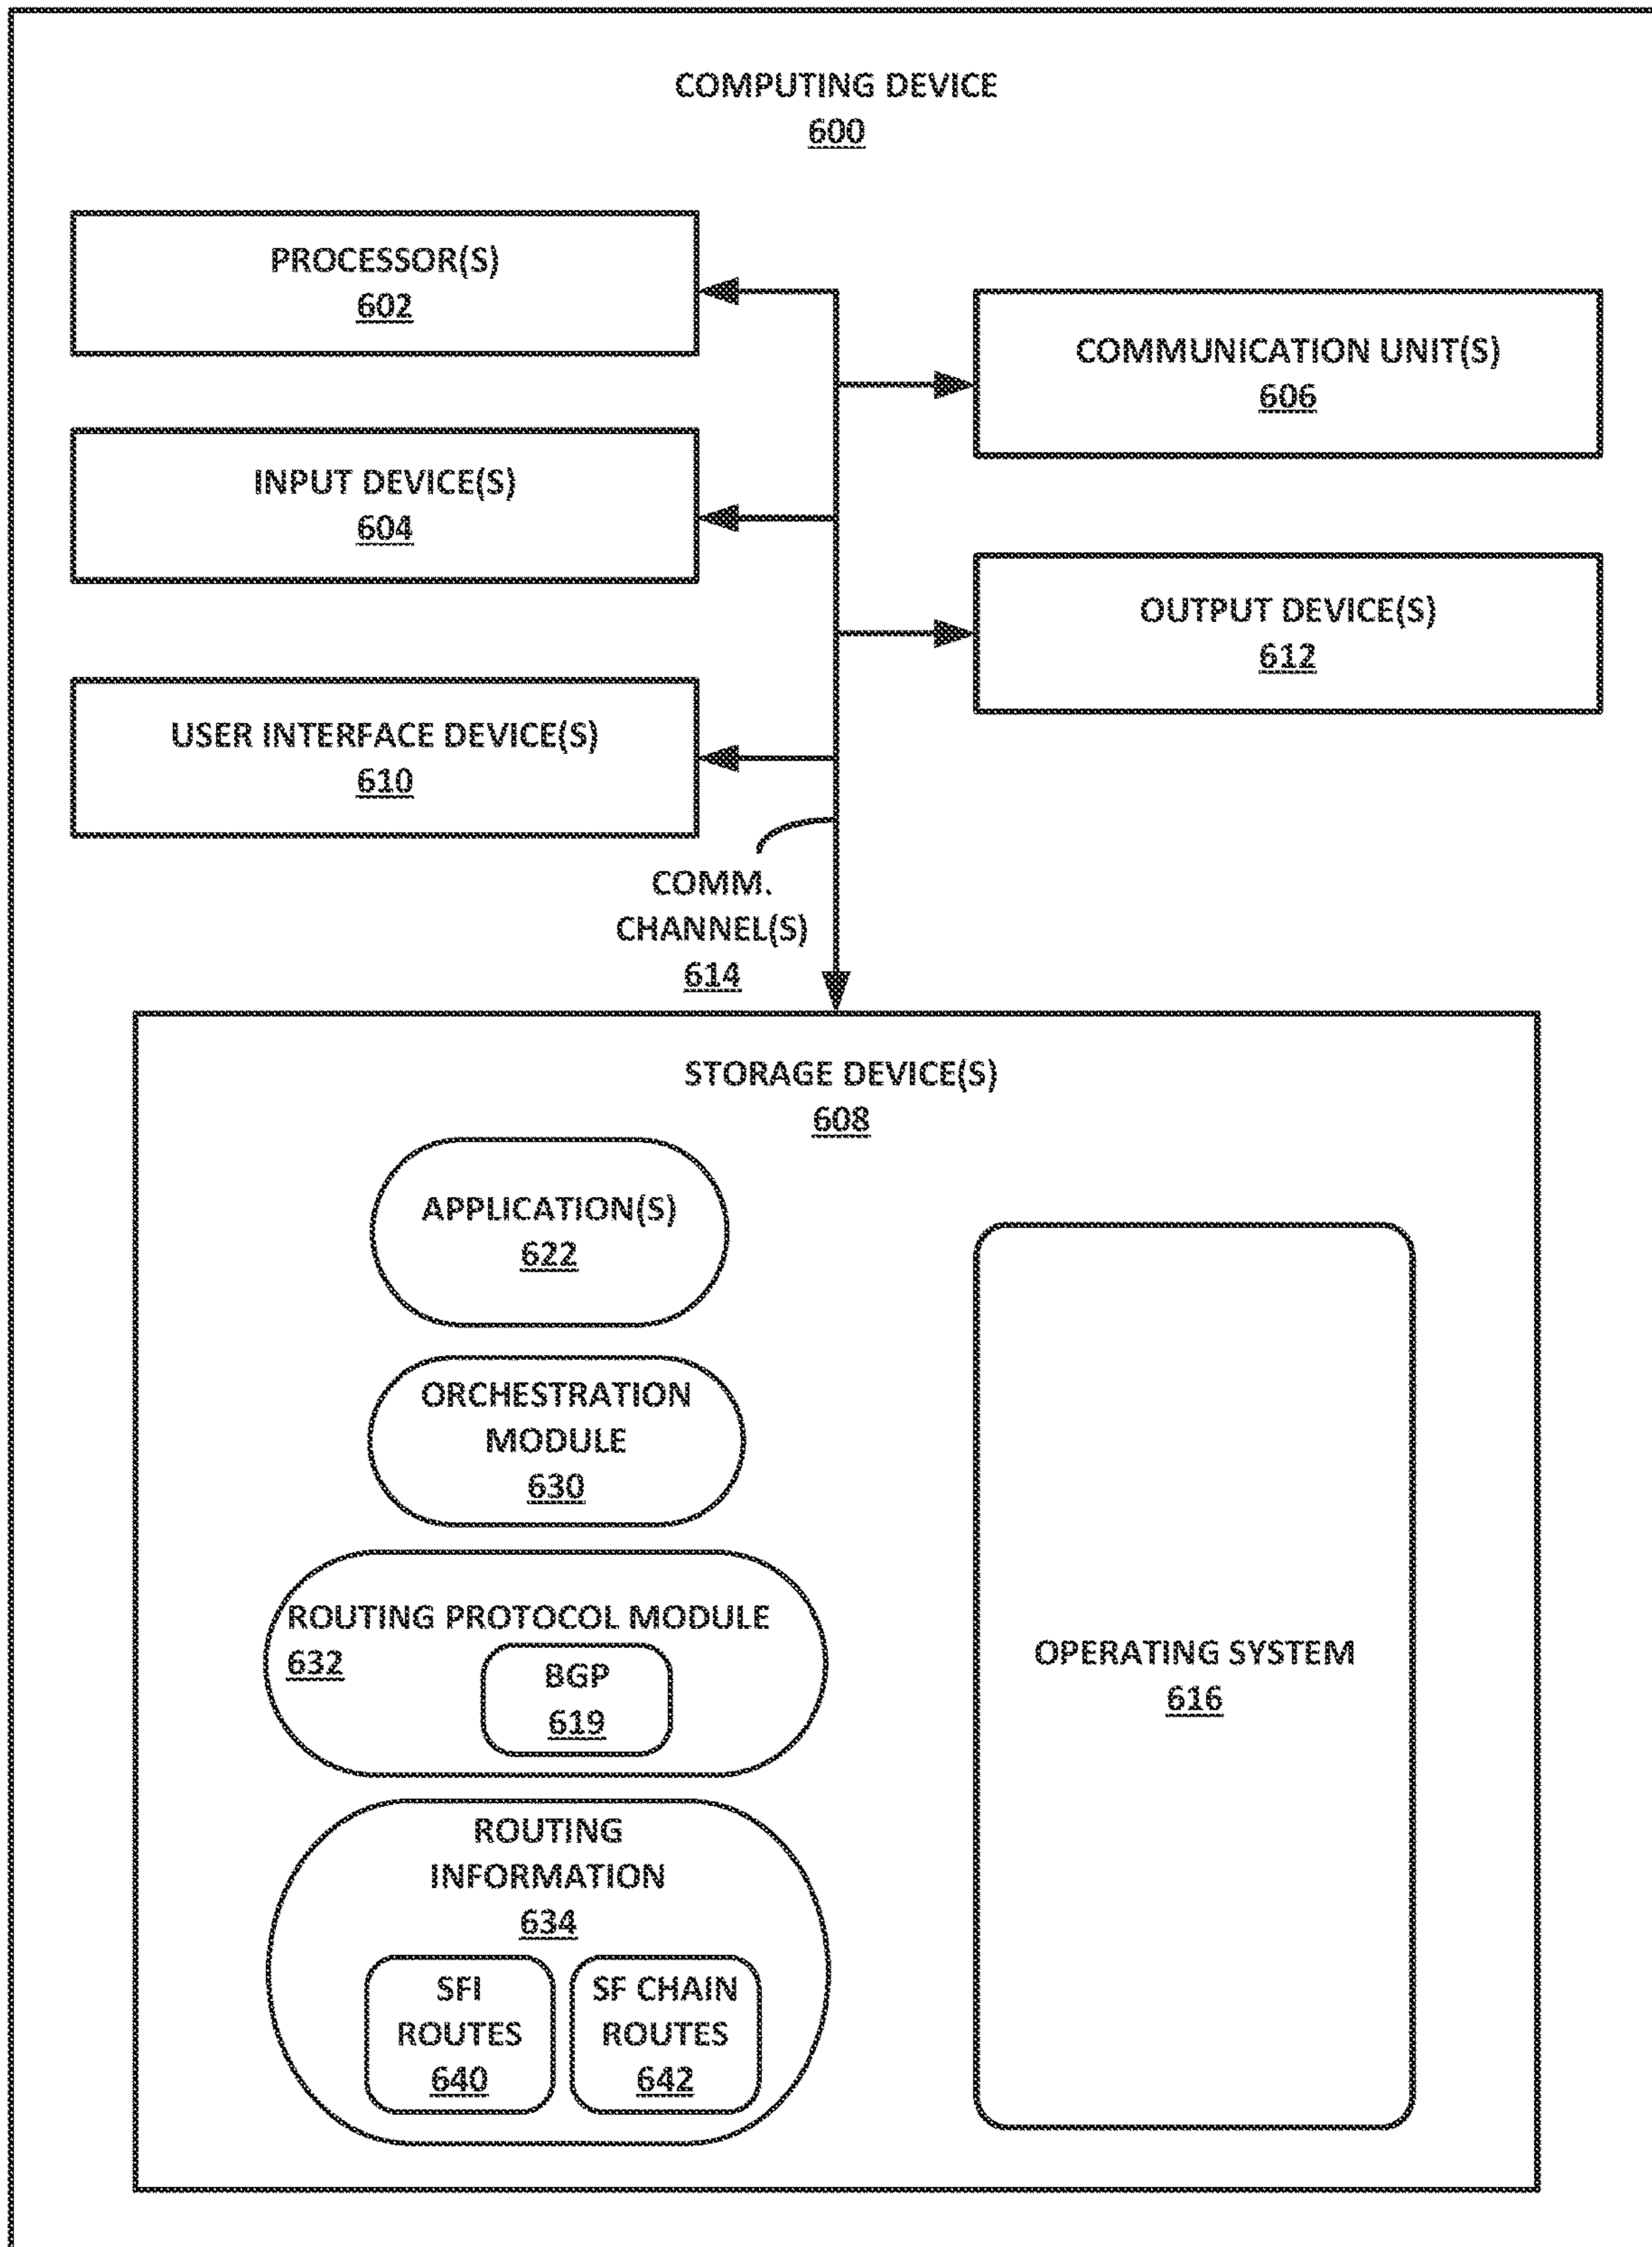 COMPUTING DEVICE
600
PROCESSOR(S)
602
COMMUNICATION UNIT(S)
606
INPUT DEVICE(S)
604
OUTPUT DEVICE(S)
612
USER INTERFACE DEVICE(S)
610
COMM.
CHANNEL(S)
614
STORAGE DEVICE(S)
608
APPLICATION(S)
622
ORCHESTRATION
MODULE
630
ROUTING PROTOCOL MODULE
632
BGP
619
ROUTING
INFORMATION
634
SFI
ROUTES
640
SF CHAIN
ROUTES
642
OPERATING SYSTEM
616